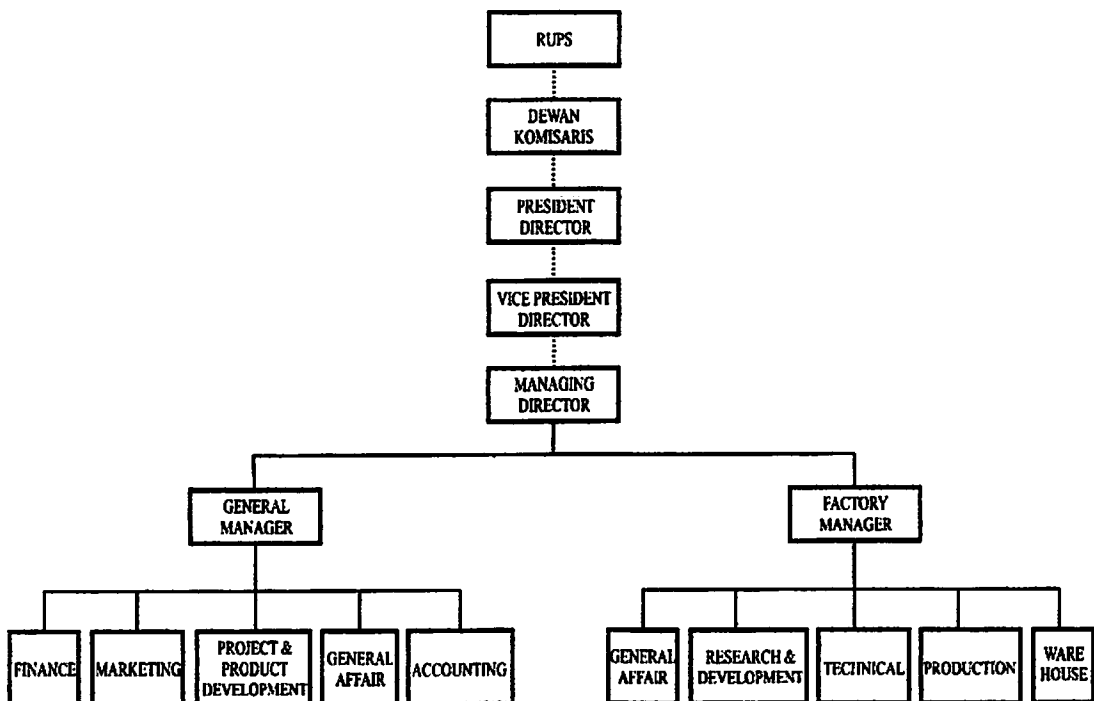 RUPS
DEWAN
KOMISARIS
PRESIDENT
DIRECTOR
VICE PRESIDENT
DIRECTOR
MANAGING
DIRECTOR
GENERAL
MANAGER
FACTORY
MANAGER
FINANCE
MARKETING
PROJECT &
PRODUCT
DEVELOPMENT
GENERAL
AFFAIR
ACCOUNTING
GENERAL
AFFAIR
RESEARCH &
DEVELOPMENT
TECHNICAL
PRODUCTION
WARE
HOUSE